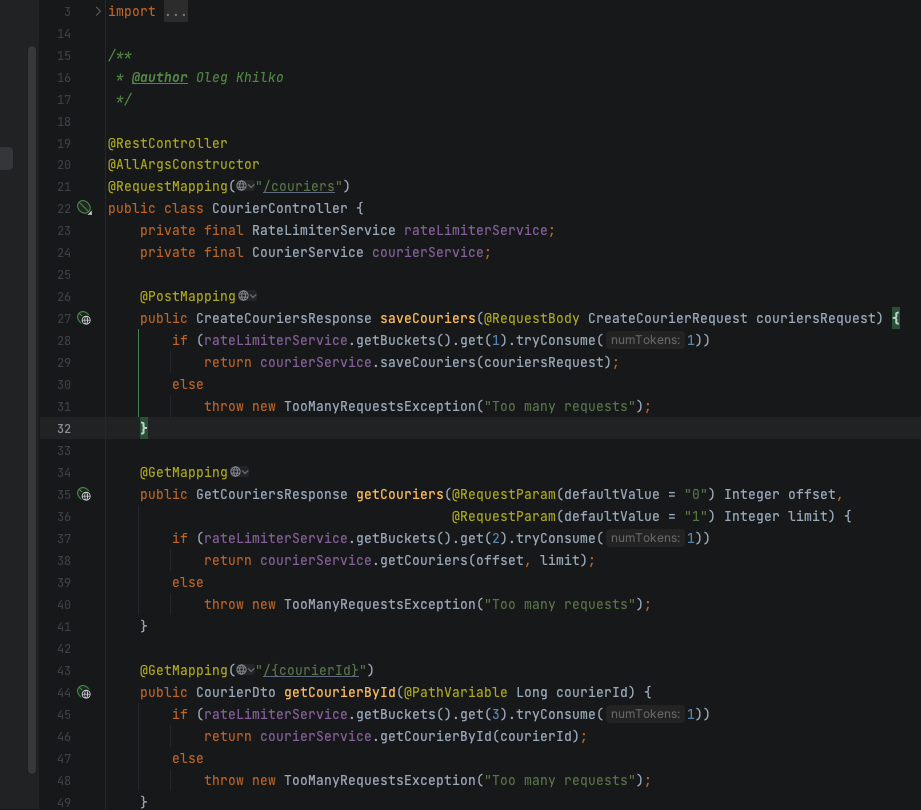 3 import ...
14
15 /**
16  * @author Oleg Khilko
17  */
18
19 @RestController
20 @AllArgsConstructor
21 @RequestMapping("/couriers")
22 public class CourierController {
23     private final RateLimiterService rateLimiterService;
24     private final CourierService courierService;
25
26     @PostMapping
27     public CreateCouriersResponse saveCouriers(@RequestBody CreateCourierRequest couriersRequest) {
28         if (rateLimiterService.getBuckets().get(1).tryConsume( numTokens: 1))
29             return courierService.saveCouriers(couriersRequest);
30         else
31             throw new TooManyRequestsException("Too many requests");
32     }
33
34     @GetMapping
35     public GetCouriersResponse getCouriers(@RequestParam(defaultValue = "0") Integer offset,
36                                            @RequestParam(defaultValue = "1") Integer limit) {
37         if (rateLimiterService.getBuckets().get(2).tryConsume( numTokens: 1))
38             return courierService.getCouriers(offset, limit);
39         else
40             throw new TooManyRequestsException("Too many requests");
41     }
42
43     @GetMapping("/{courierId}")
44     public CourierDto getCourierById(@PathVariable Long courierId) {
45         if (rateLimiterService.getBuckets().get(3).tryConsume( numTokens: 1))
46             return courierService.getCourierById(courierId);
47         else
48             throw new TooManyRequestsException("Too many requests");
49     }